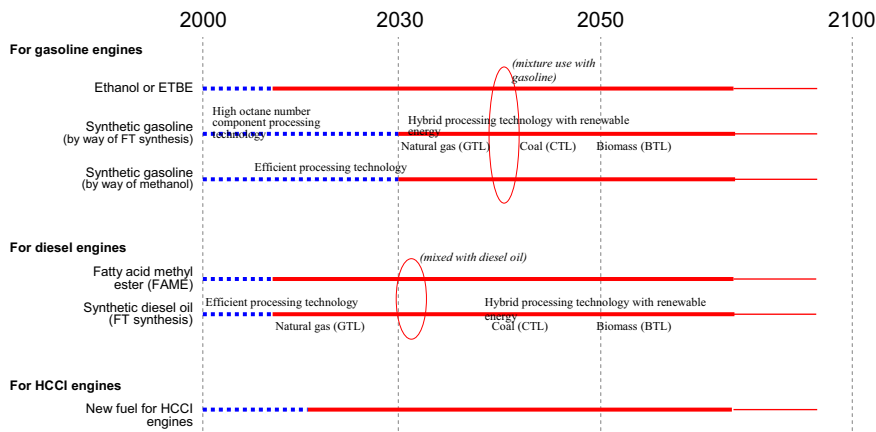 2000 2030 2050 2100
For gasoline engines
(mixture use with
gasoline)
Ethanol or ETBE
High octane number
component processing
technology
Hybrid processing technology with renewable
energy
Synthetic gasoline
(by way of FT synthesis)
Natural gas (GTL) Coal (CTL) Biomass (BTL)
Efficient processing technology
Synthetic gasoline
(by way of methanol)
For diesel engines
(mixed with diesel oil)
Fatty acid methyl
ester (FAME)
Efficient processing technology
Hybrid processing technology with renewable
energy
Synthetic diesel oil
(FT synthesis)
Natural gas (GTL) Coal (CTL) Biomass (BTL)
For HCCI engines
New fuel for HCCI
engines